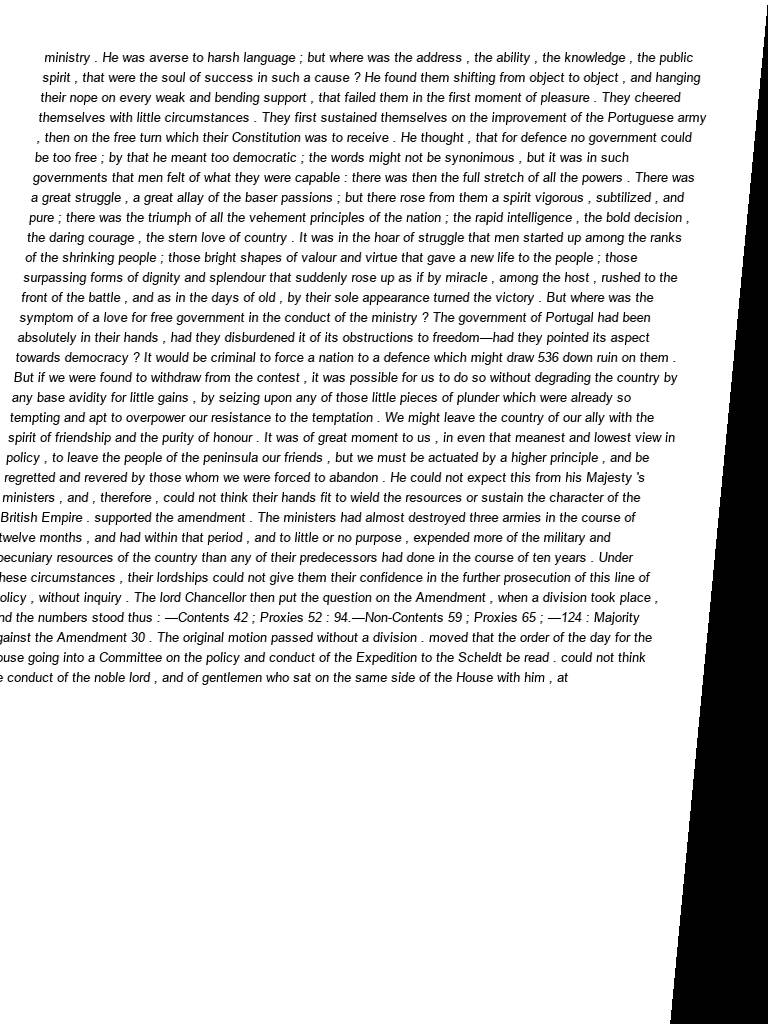 ministry . He was averse to harsh language ; but where was the address , the ability , the knowledge , the public
spirit , that were the soul of success in such a cause ? He found them shifting from object to object , and hanging
their nope on every weak and bending support , that failed them in the first moment of pleasure . They cheered
themselves with little circumstances . They first sustained themselves on the improvement of the Portuguese army
, then on the free turn which their Constitution was to receive . He thought , that for defence no government could
be too free ; by that he meant too democratic ; the words might not be synonimous , but it was in such
governments that men felt of what they were capable : there was then the full stretch of all the powers . There was
a great struggle , a great allay of the baser passions ; but there rose from them a spirit vigorous , subtilized , and
pure ; there was the triumph of all the vehement principles of the nation ; the rapid intelligence , the bold decision ,
the daring courage , the stern love of country . It was in the hoar of struggle that men started up among the ranks
of the shrinking people ; those bright shapes of valour and virtue that gave a new life to the people ; those
surpassing forms of dignity and splendour that suddenly rose up as if by miracle , among the host , rushed to the
front of the battle , and as in the days of old , by their sole appearance turned the victory . But where was the
symptom of a love for free government in the conduct of the ministry ? The government of Portugal had been
absolutely in their hands , had they disburdened it of its obstructions to freedom—had they pointed its aspect
towards democracy ? It would be criminal to force a nation to a defence which might draw 536 down ruin on them .
But if we were found to withdraw from the contest , it was possible for us to do so without degrading the country by
any base avidity for little gains , by seizing upon any of those little pieces of plunder which were already so
tempting and apt to overpower our resistance to the temptation . We might leave the country of our ally with the
spirit of friendship and the purity of honour . It was of great moment to us , in even that meanest and lowest view in
policy , to leave the people of the peninsula our friends , but we must be actuated by a higher principle , and be
regretted and revered by those whom we were forced to abandon . He could not expect this from his Majesty 's
ministers , and , therefore , could not think their hands fit to wield the resources or sustain the character of the
British Empire . supported the amendment . The ministers had almost destroyed three armies in the course of
twelve months , and had within that period , and to little or no purpose , expended more of the military and
pecuniary resources of the country than any of their predecessors had done in the course of ten years . Under
these circumstances , their lordships could not give them their confidence in the further prosecution of this line of
olicy , without inquiry . The lord Chancellor then put the question on the Amendment , when a division took place ,
nd the numbers stood thus : —Contents 42 ; Proxies 52 : 94.—Non-Contents 59 ; Proxies 65 ; —124 : Majority
gainst the Amendment 30 . The original motion passed without a division . moved that the order of the day for the
ouse going into a Committee on the policy and conduct of the Expedition to the Scheldt be read . could not think
e conduct of the noble lord , and of gentlemen who sat on the same side of the House with him , at